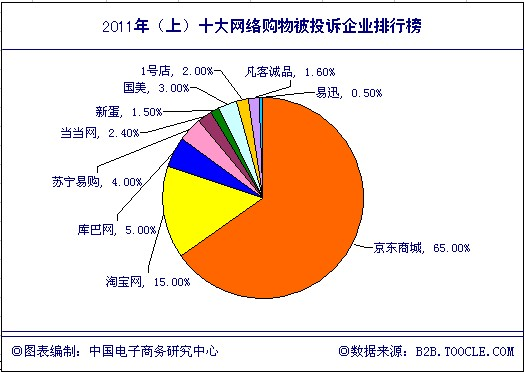 2011年（上）十大网络购物被投诉企业排行榜
1号店, 2.00%
凡客诚品, 1.60%
国美, 3.00%
易迅, 0.50%
新蛋, 1.50%
当当网, 2.40%
苏宁易购, 4.00%
库巴网, 5.00%
京东商城, 65.00%
淘宝网, 15.00%
◎图表编制: 中国电子商务研究中心
◎数据来源: B2B.TOOCLE.COM